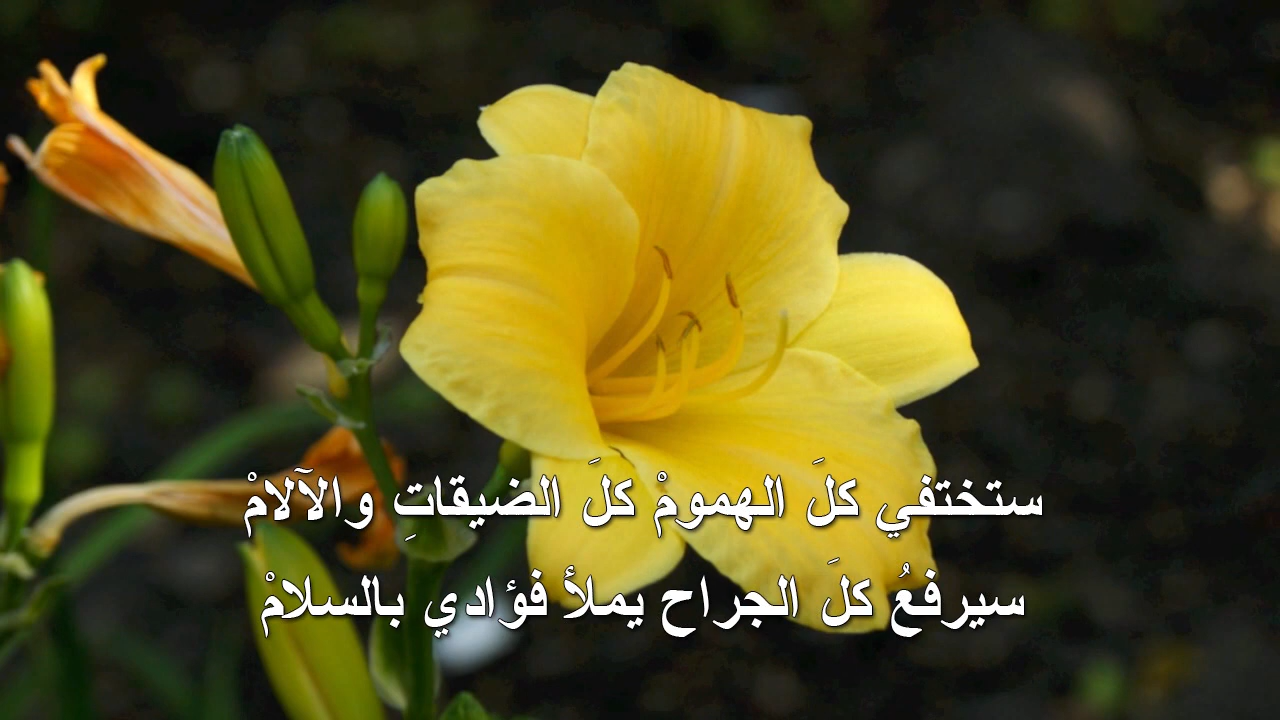 ستختفي كلَ الهمومْ كلَ الضيقاتِ والآلامْ
سيرفعُ كلَ الجراح يملأ فؤادي بالسلامْ